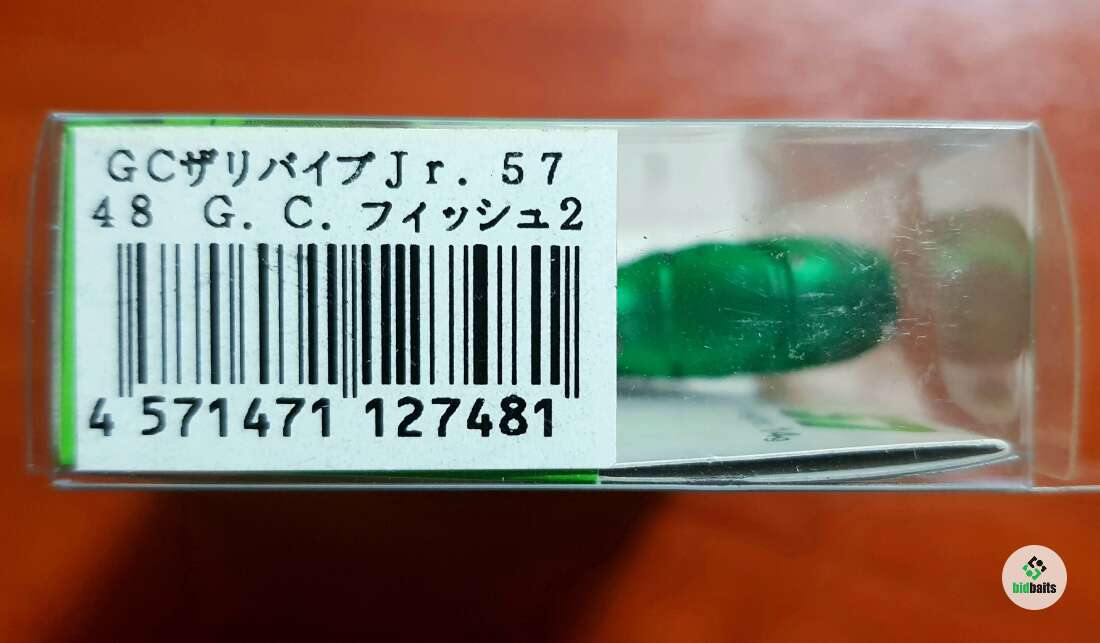 GCザリバイブJr. 57
48 G. C. フィッシュ2
4 571471 127481
bidbaits